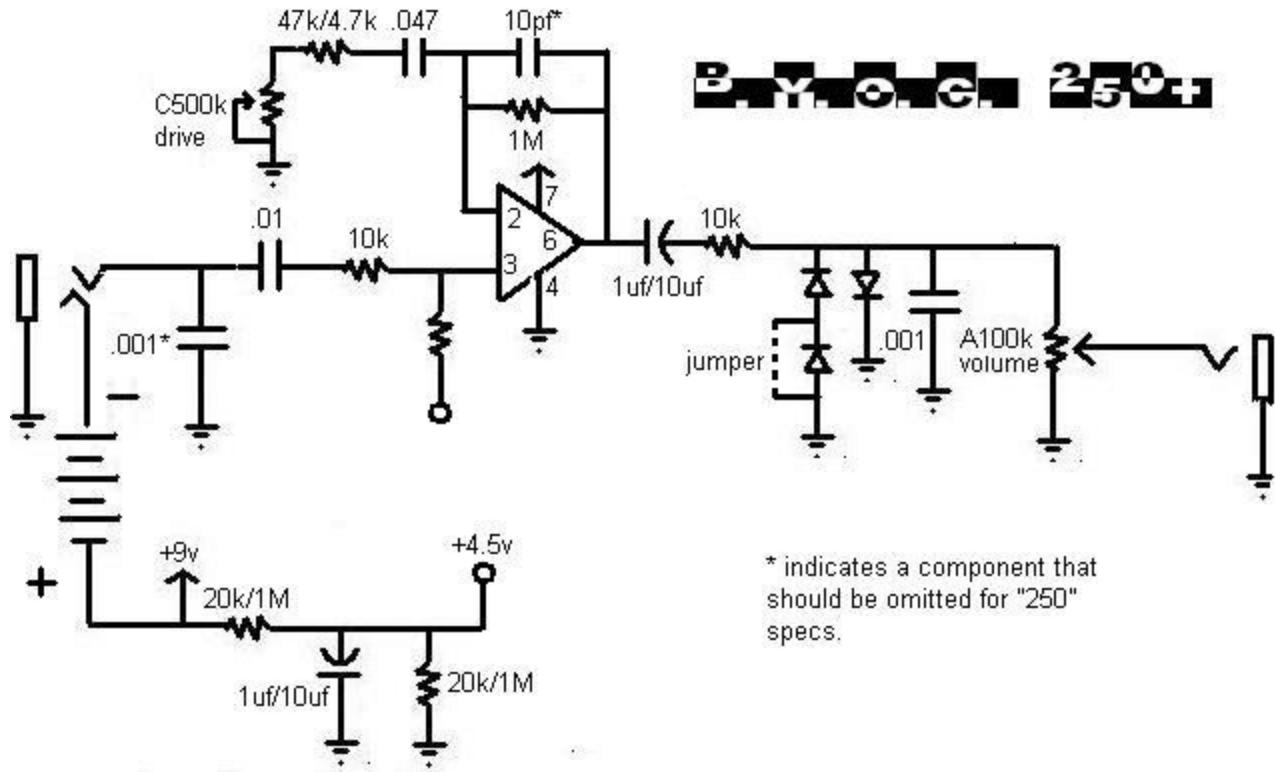 47k/4.7k .047 10pf*
B.Y.O.C. 250+
C500k
drive
1M
7
.01
2
10k
6
10k
3
4
1uf/10uf
.001*
jumper
.001
A100k
volume
−
+4.5v
+9v
+
20k/1M
20k/1M
1uf/10uf
* indicates a component that
should be omitted for "250"
specs.